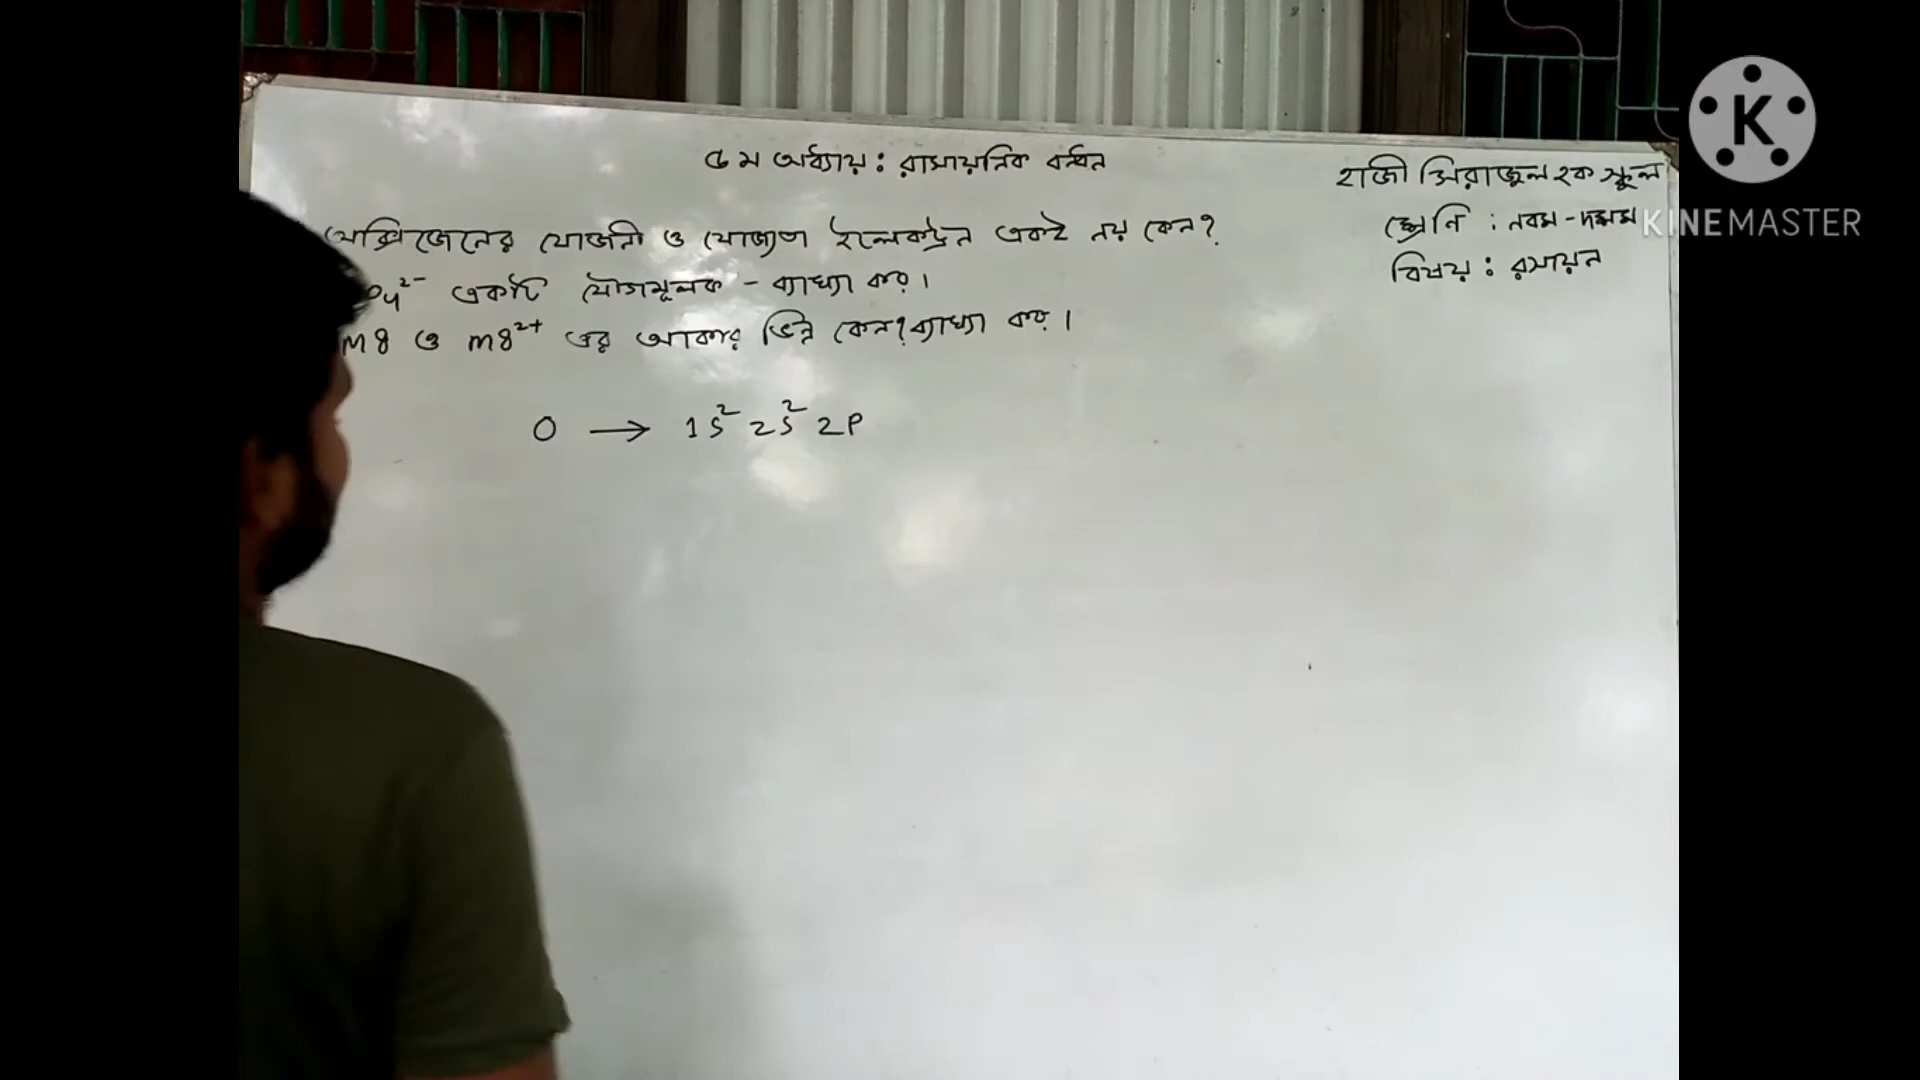 ৫ম অধ্যায়ঃ রাসায়নিক বন্ধন
হাজী সিরাজুল হক স্কুল
শ্রেণি : নবম-দশম
বিষয়ঃ রসায়ন
অক্সিজেনের যোজনী ও যোজ্যতা ইলেকট্রন একই নয় কেন?
O₄²⁻ একটি যৌগমূলক - ব্যাখ্যা কর।
Mg ও Mg²⁺ এর আকার ভিন্ন কেন? ব্যাখ্যা কর।
O → 1S² 2S² 2P
K
KINEMASTER